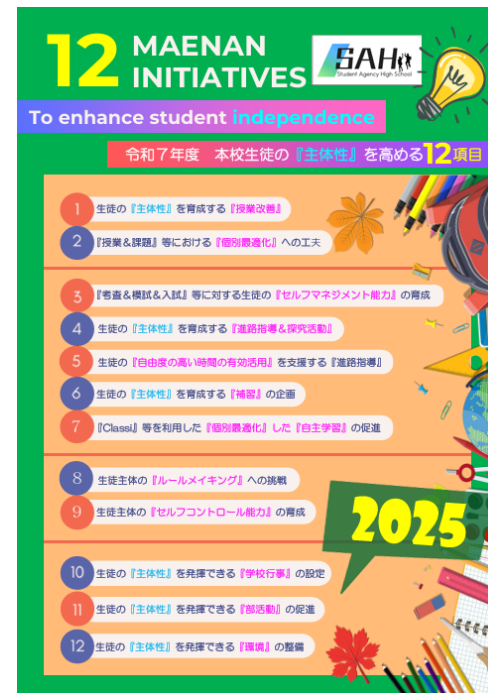 12 MAENAN
INITIATIVES
SAH
Student Agency High School
To enhance student independence
令和7年度 本校生徒の『主体性』を高める12項目
1 生徒の『主体性』を育成する『授業改善』
2 『授業&課題』等における『個別最適化』への工夫
3 『考査&模試&入試』等に対する生徒の『セルフマネジメント能力』の育成
4 生徒の『主体性』を育成する『進路指導&探究活動』
5 生徒の『自由度の高い時間の有効活用』を支援する『進路指導』
6 生徒の『主体性』を育成する『補習』の企画
7 『Classi』等を利用した『個別最適化』した『自主学習』の促進
8 生徒主体の『ルールメイキング』への挑戦
9 生徒主体の『セルフコントロール能力』の育成
2025
10 生徒の『主体性』を発揮できる『学校行事』の設定
11 生徒の『主体性』を発揮できる『部活動』の促進
12 生徒の『主体性』を発揮できる『環境』の整備